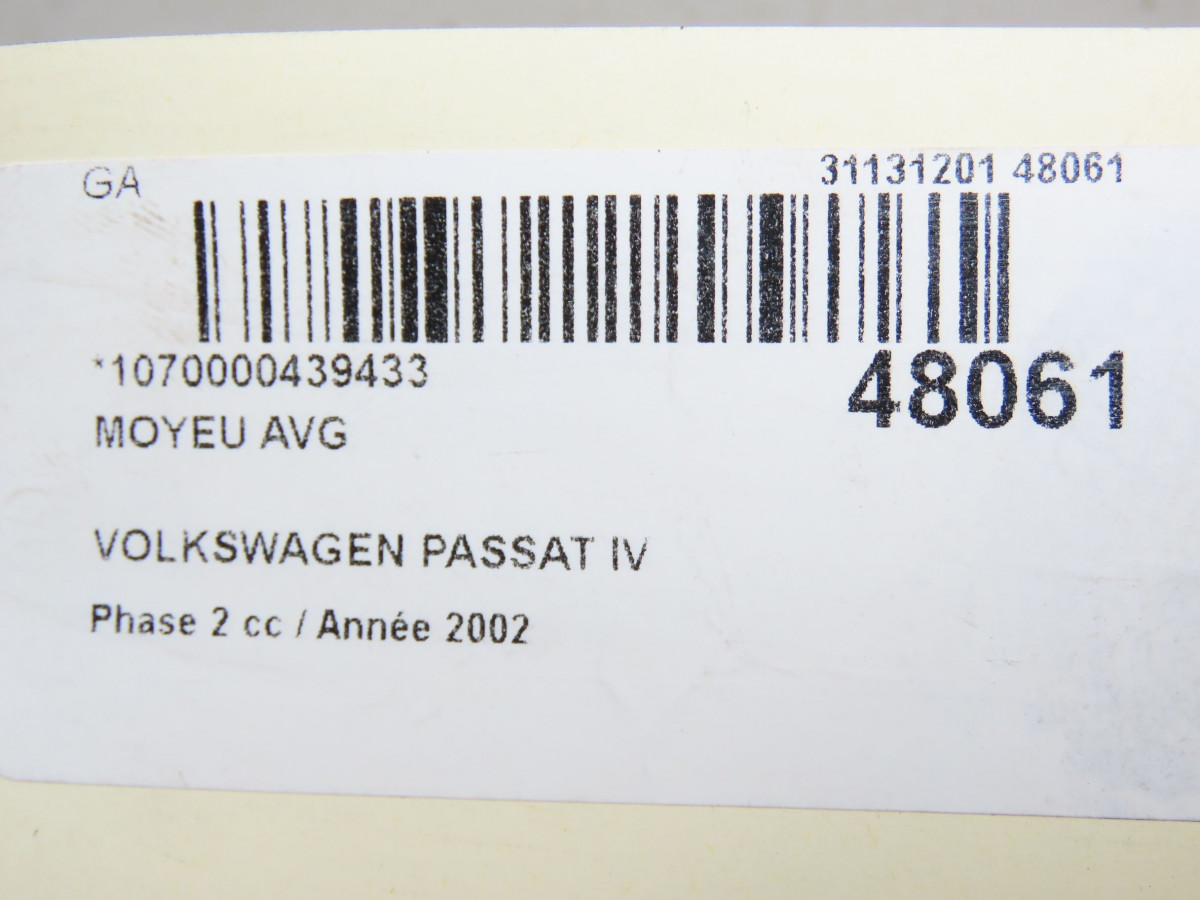 GA
31131201 48061
*1070000439433
48061
MOYEU AVG
VOLKSWAGEN PASSAT IV
Phase 2 cc / Année 2002